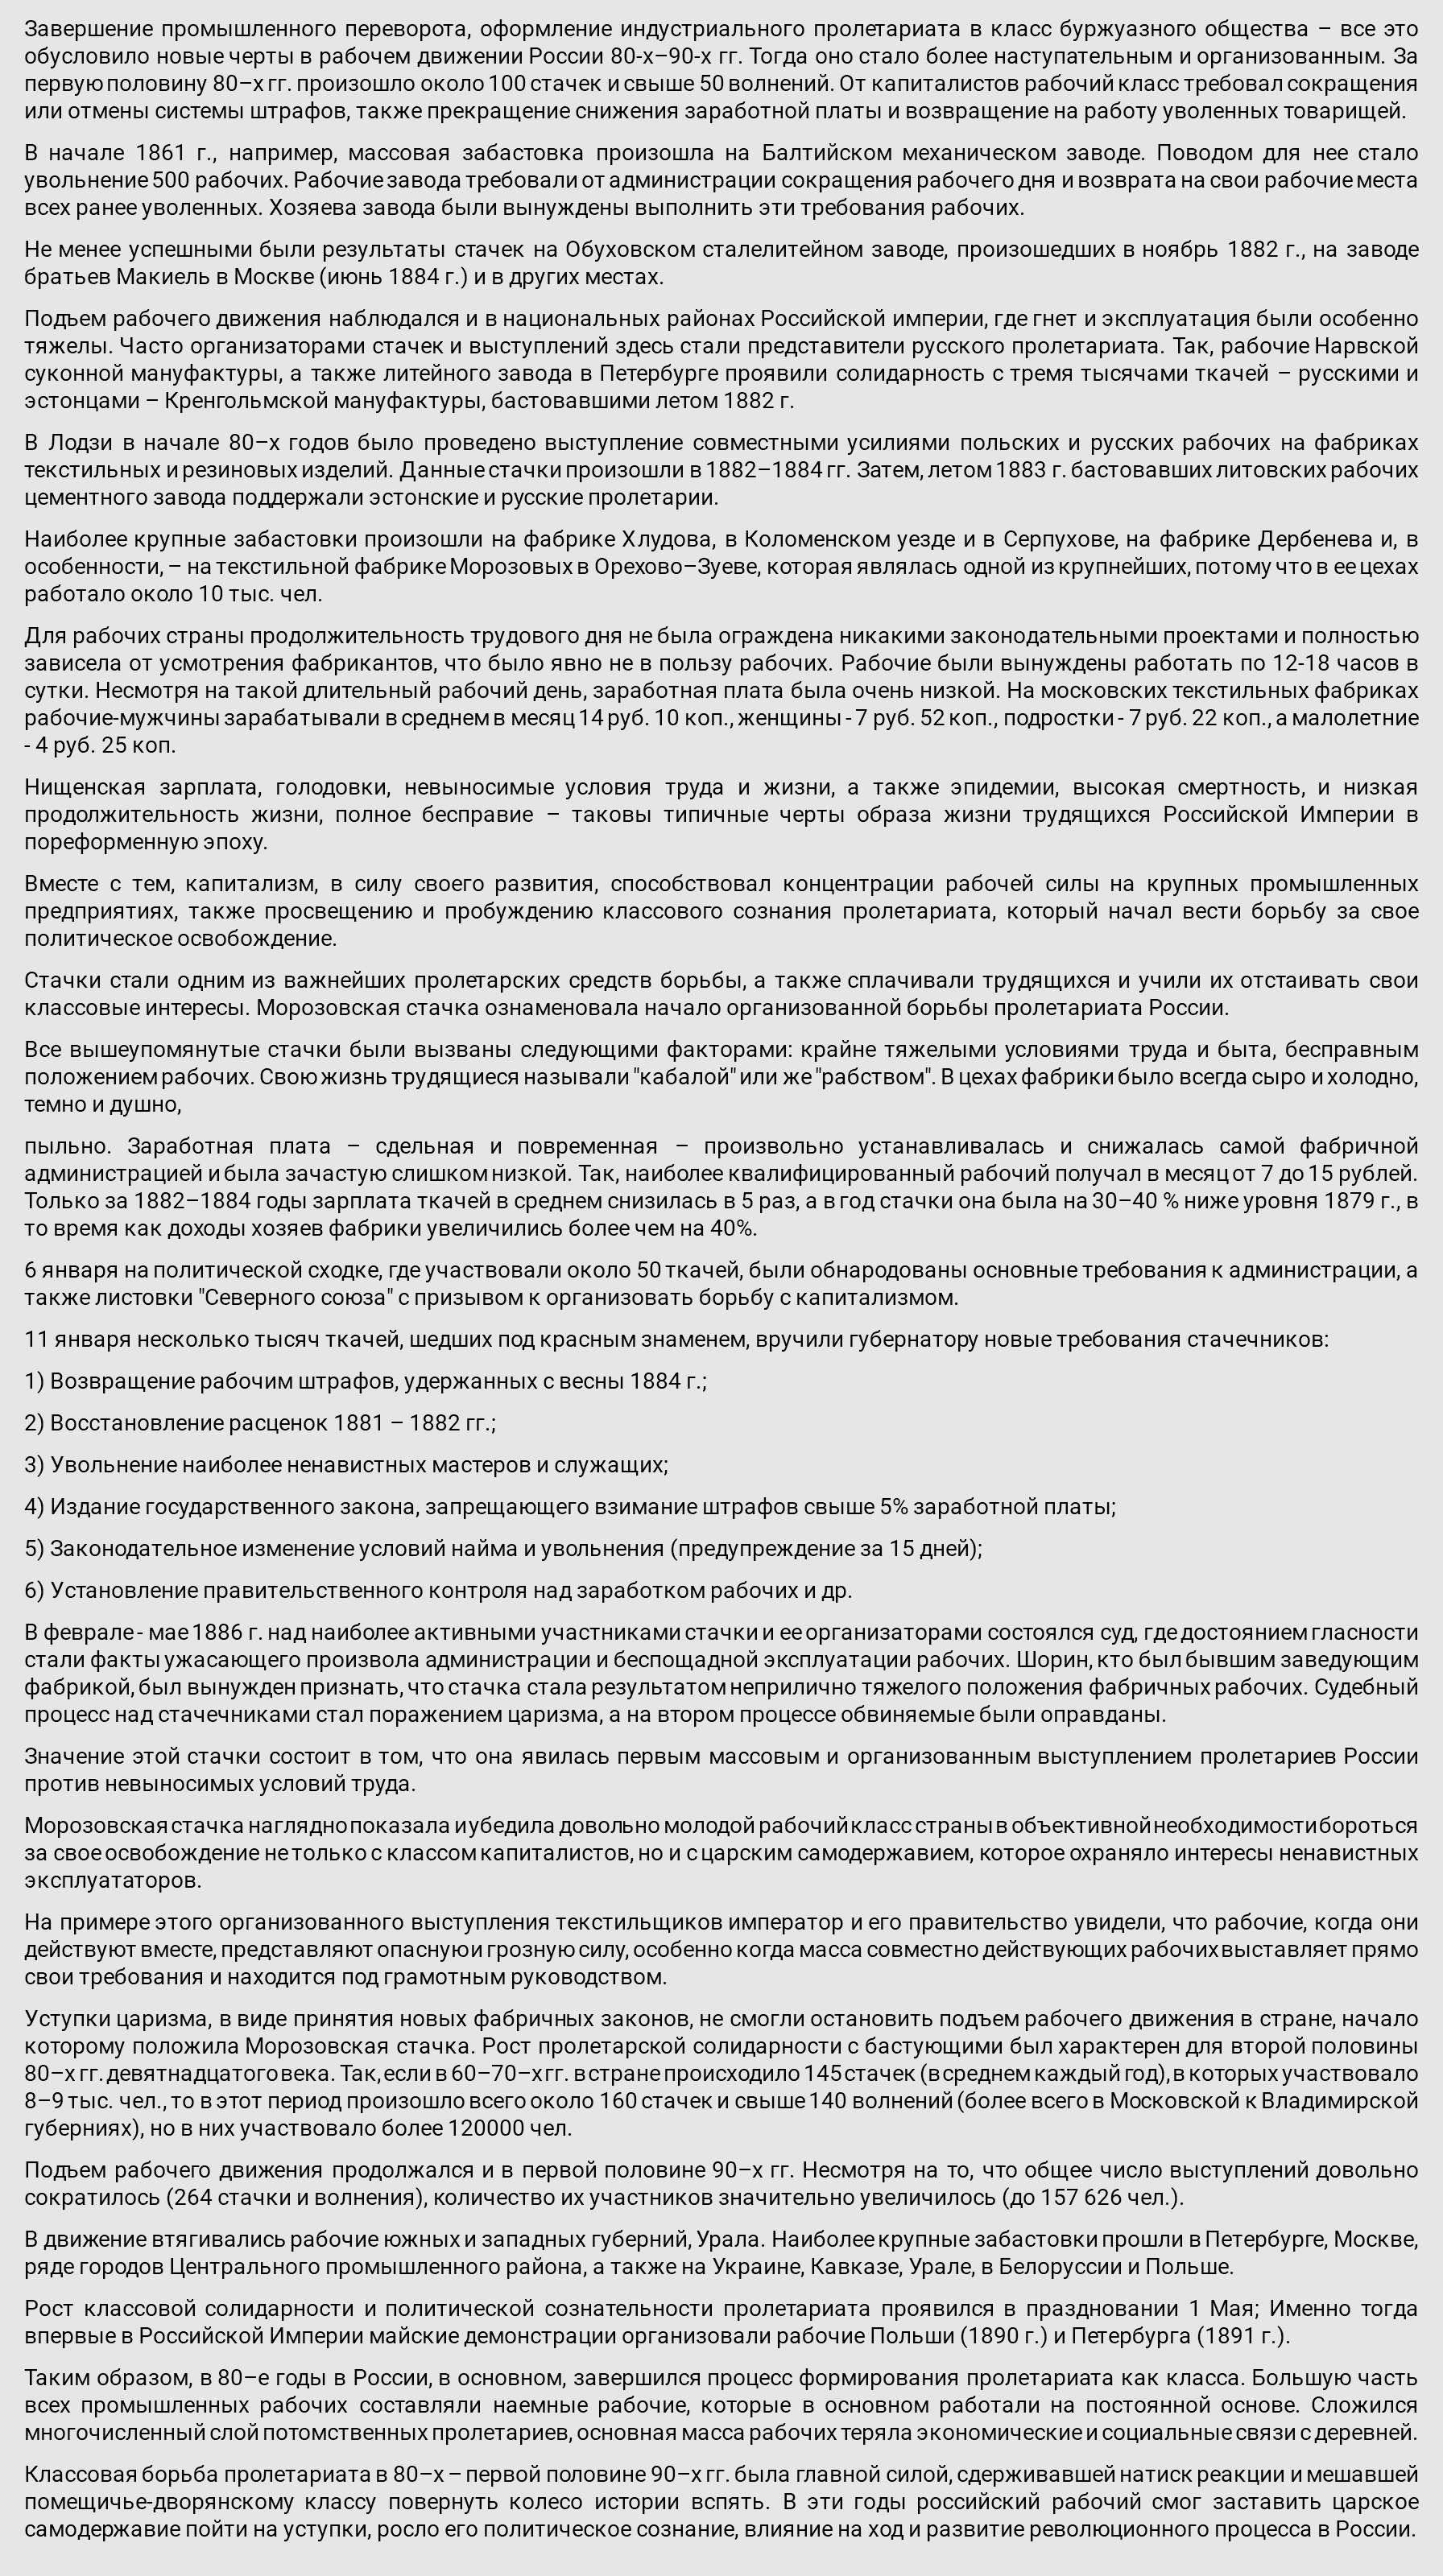 Завершение промышленного переворота, оформление индустриального пролетариата в класс буржуазного общества – все это
обусловило новые черты в рабочем движении России 80-х–90-х гг. Тогда оно стало более наступательным и организованным. За
первую половину 80–х гг. произошло около 100 стачек и свыше 50 волнений. От капиталистов рабочий класс требовал сокращения
или отмены системы штрафов, также прекращение снижения заработной платы и возвращение на работу уволенных товарищей.
В начале 1861 г., например, массовая забастовка произошла на Балтийском механическом заводе. Поводом для нее стало
увольнение 500 рабочих. Рабочие завода требовали от администрации сокращения рабочего дня и возврата на свои рабочие места
всех ранее уволенных. Хозяева завода были вынуждены выполнить эти требования рабочих.
Не менее успешными были результаты стачек на Обуховском сталелитейном заводе, произошедших в ноябрь 1882 г., на заводе
братьев Макиель в Москве (июнь 1884 г.) и в других местах.
Подъем рабочего движения наблюдался и в национальных районах Российской империи, где гнет и эксплуатация были особенно
тяжелы. Часто организаторами стачек и выступлений здесь стали представители русского пролетариата. Так, рабочие Нарвской
суконной мануфактуры, а также литейного завода в Петербурге проявили солидарность с тремя тысячами ткачей – русскими и
эстонцами – Кренгольмской мануфактуры, бастовавшими летом 1882 г.
В Лодзи в начале 80–х годов было проведено выступление совместными усилиями польских и русских рабочих на фабриках
текстильных и резиновых изделий. Данные стачки произошли в 1882–1884 гг. Затем, летом 1883 г. бастовавших литовских рабочих
цементного завода поддержали эстонские и русские пролетарии.
Наиболее крупные забастовки произошли на фабрике Хлудова, в Коломенском уезде и в Серпухове, на фабрике Дербенева и, в
особенности, – на текстильной фабрике Морозовых в Орехово–Зуеве, которая являлась одной из крупнейших, потому что в ее цехах
работало около 10 тыс. чел.
Для рабочих страны продолжительность трудового дня не была ограждена никакими законодательными проектами и полностью
зависела от усмотрения фабрикантов, что было явно не в пользу рабочих. Рабочие были вынуждены работать по 12-18 часов в
сутки. Несмотря на такой длительный рабочий день, заработная плата была очень низкой. На московских текстильных фабриках
рабочие-мужчины зарабатывали в среднем в месяц 14 руб. 10 коп., женщины - 7 руб. 52 коп., подростки - 7 руб. 22 коп., а малолетние
- 4 руб. 25 коп.
Нищенская зарплата, голодовки, невыносимые условия труда и жизни, а также эпидемии, высокая смертность, и низкая
продолжительность жизни, полное бесправие – таковы типичные черты образа жизни трудящихся Российской Империи в
пореформенную эпоху.
Вместе с тем, капитализм, в силу своего развития, способствовал концентрации рабочей силы на крупных промышленных
предприятиях, также просвещению и пробуждению классового сознания пролетариата, который начал вести борьбу за свое
политическое освобождение.
Стачки стали одним из важнейших пролетарских средств борьбы, а также сплачивали трудящихся и учили их отстаивать свои
классовые интересы. Морозовская стачка ознаменовала начало организованной борьбы пролетариата России.
Все вышеупомянутые стачки были вызваны следующими факторами: крайне тяжелыми условиями труда и быта, бесправным
положением рабочих. Свою жизнь трудящиеся называли "кабалой" или же "рабством". В цехах фабрики было всегда сыро и холодно,
темно и душно,
пыльно. Заработная плата – сдельная и повременная – произвольно устанавливалась и снижалась самой фабричной
администрацией и была зачастую слишком низкой. Так, наиболее квалифицированный рабочий получал в месяц от 7 до 15 рублей.
Только за 1882–1884 годы зарплата ткачей в среднем снизилась в 5 раз, а в год стачки она была на 30–40 % ниже уровня 1879 г., в
то время как доходы хозяев фабрики увеличились более чем на 40%.
6 января на политической сходке, где участвовали около 50 ткачей, были обнародованы основные требования к администрации, а
также листовки "Северного союза" с призывом к организовать борьбу с капитализмом.
11 января несколько тысяч ткачей, шедших под красным знаменем, вручили губернатору новые требования стачечников:
1) Возвращение рабочим штрафов, удержанных с весны 1884 г.;
2) Восстановление расценок 1881 – 1882 гг.;
3) Увольнение наиболее ненавистных мастеров и служащих;
4) Издание государственного закона, запрещающего взимание штрафов свыше 5% заработной платы;
5) Законодательное изменение условий найма и увольнения (предупреждение за 15 дней);
6) Установление правительственного контроля над заработком рабочих и др.
В феврале - мае 1886 г. над наиболее активными участниками стачки и ее организаторами состоялся суд, где достоянием гласности
стали факты ужасающего произвола администрации и беспощадной эксплуатации рабочих. Шорин, кто был бывшим заведующим
фабрикой, был вынужден признать, что стачка стала результатом неприлично тяжелого положения фабричных рабочих. Судебный
процесс над стачечниками стал поражением царизма, а на втором процессе обвиняемые были оправданы.
Значение этой стачки состоит в том, что она явилась первым массовым и организованным выступлением пролетариев России
против невыносимых условий труда.
Морозовская стачка наглядно показала и убедила довольно молодой рабочий класс страны в объективной необходимости бороться
за свое освобождение не только с классом капиталистов, но и с царским самодержавием, которое охраняло интересы ненавистных
эксплуататоров.
На примере этого организованного выступления текстильщиков император и его правительство увидели, что рабочие, когда они
действуют вместе, представляют опасную и грозную силу, особенно когда масса совместно действующих рабочих выставляет прямо
свои требования и находится под грамотным руководством.
Уступки царизма, в виде принятия новых фабричных законов, не смогли остановить подъем рабочего движения в стране, начало
которому положила Морозовская стачка. Рост пролетарской солидарности с бастующими был характерен для второй половины
80–х гг. девятнадцатого века. Так, если в 60–70–х гг. в стране происходило 145 стачек (в среднем каждый год), в которых участвовало
8–9 тыс. чел., то в этот период произошло всего около 160 стачек и свыше 140 волнений (более всего в Московской к Владимирской
губерниях), но в них участвовало более 120000 чел.
Подъем рабочего движения продолжался и в первой половине 90–х гг. Несмотря на то, что общее число выступлений довольно
сократилось (264 стачки и волнения), количество их участников значительно увеличилось (до 157 626 чел.).
В движение втягивались рабочие южных и западных губерний, Урала. Наиболее крупные забастовки прошли в Петербурге, Москве,
ряде городов Центрального промышленного района, а также на Украине, Кавказе, Урале, в Белоруссии и Польше.
Рост классовой солидарности и политической сознательности пролетариата проявился в праздновании 1 Мая; Именно тогда
впервые в Российской Империи майские демонстрации организовали рабочие Польши (1890 г.) и Петербурга (1891 г.).
Таким образом, в 80–е годы в России, в основном, завершился процесс формирования пролетариата как класса. Большую часть
всех промышленных рабочих составляли наемные рабочие, которые в основном работали на постоянной основе. Сложился
многочисленный слой потомственных пролетариев, основная масса рабочих теряла экономические и социальные связи с деревней.
Классовая борьба пролетариата в 80–х – первой половине 90–х гг. была главной силой, сдерживавшей натиск реакции и мешавшей
помещичье-дворянскому классу повернуть колесо истории вспять. В эти годы российский рабочий смог заставить царское
самодержавие пойти на уступки, росло его политическое сознание, влияние на ход и развитие революционного процесса в России.